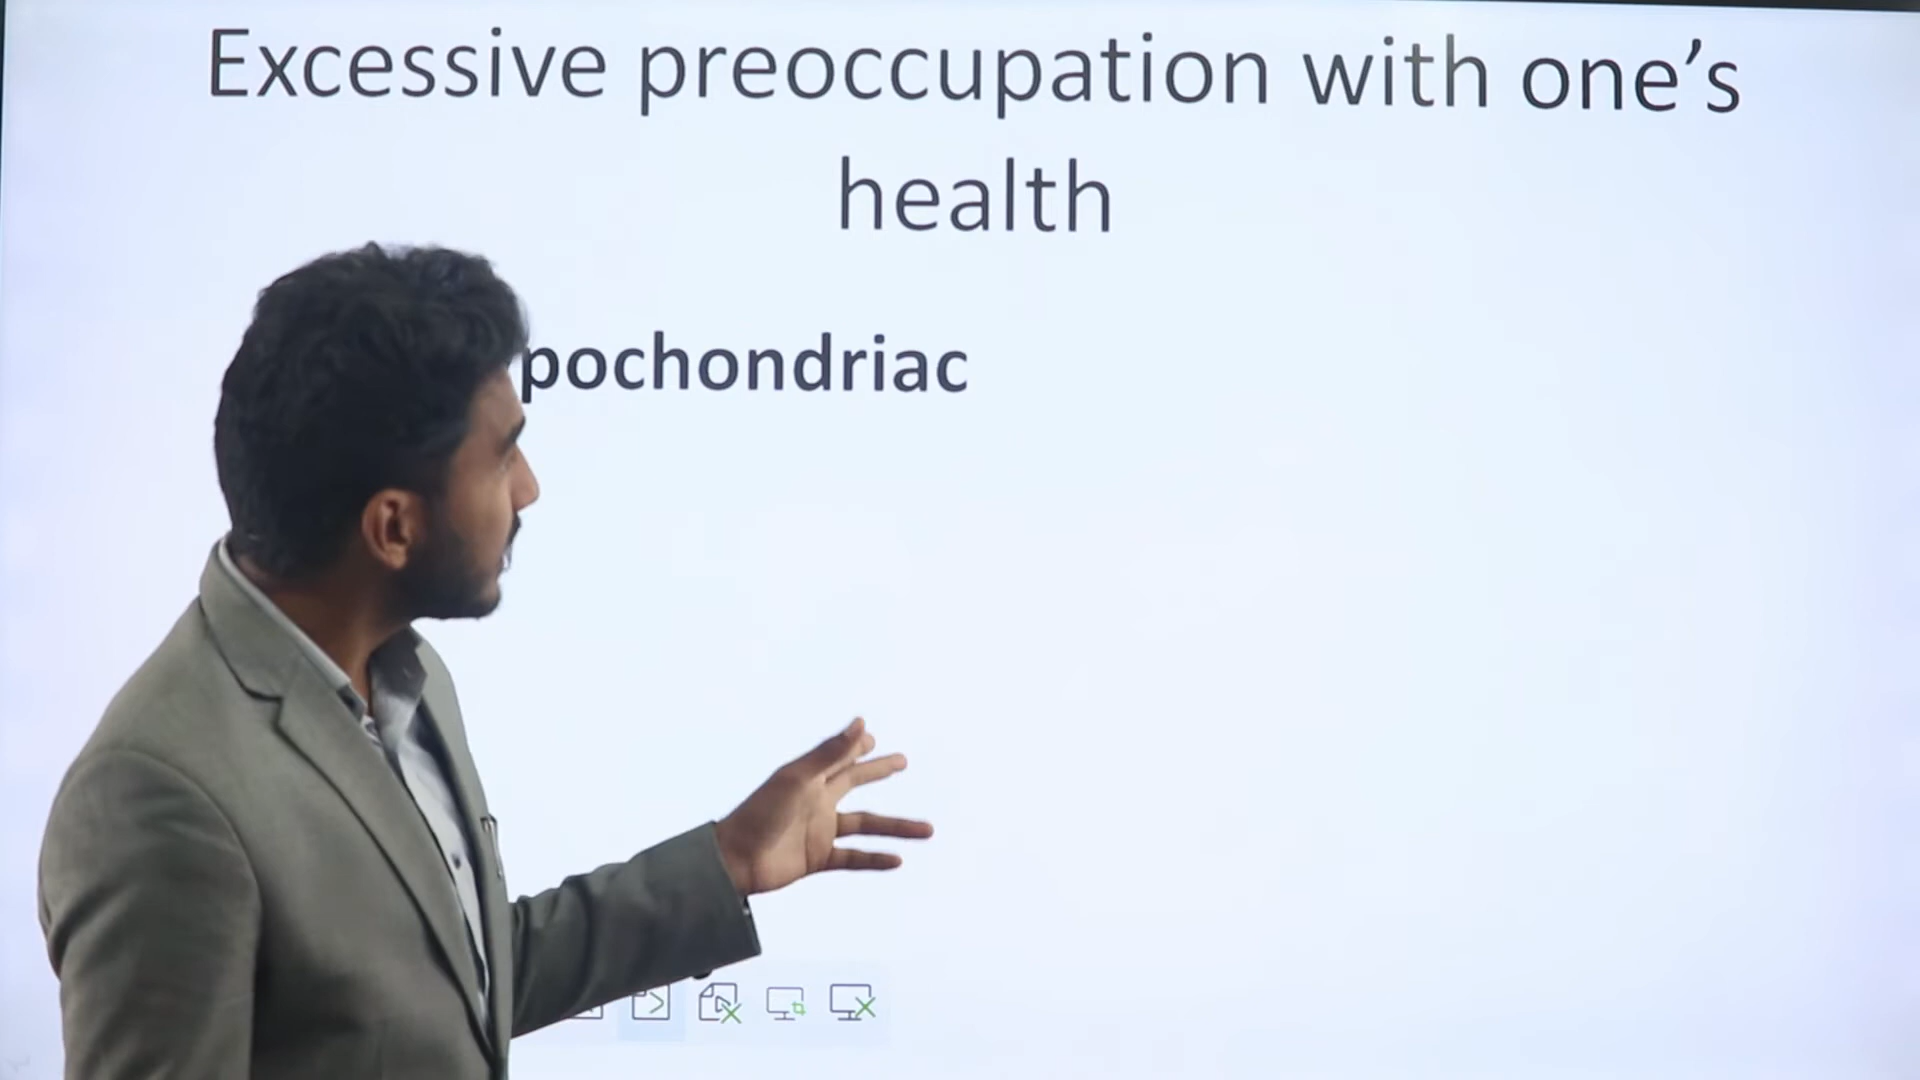 Excessive preoccupation with one’s
health
pochondriac